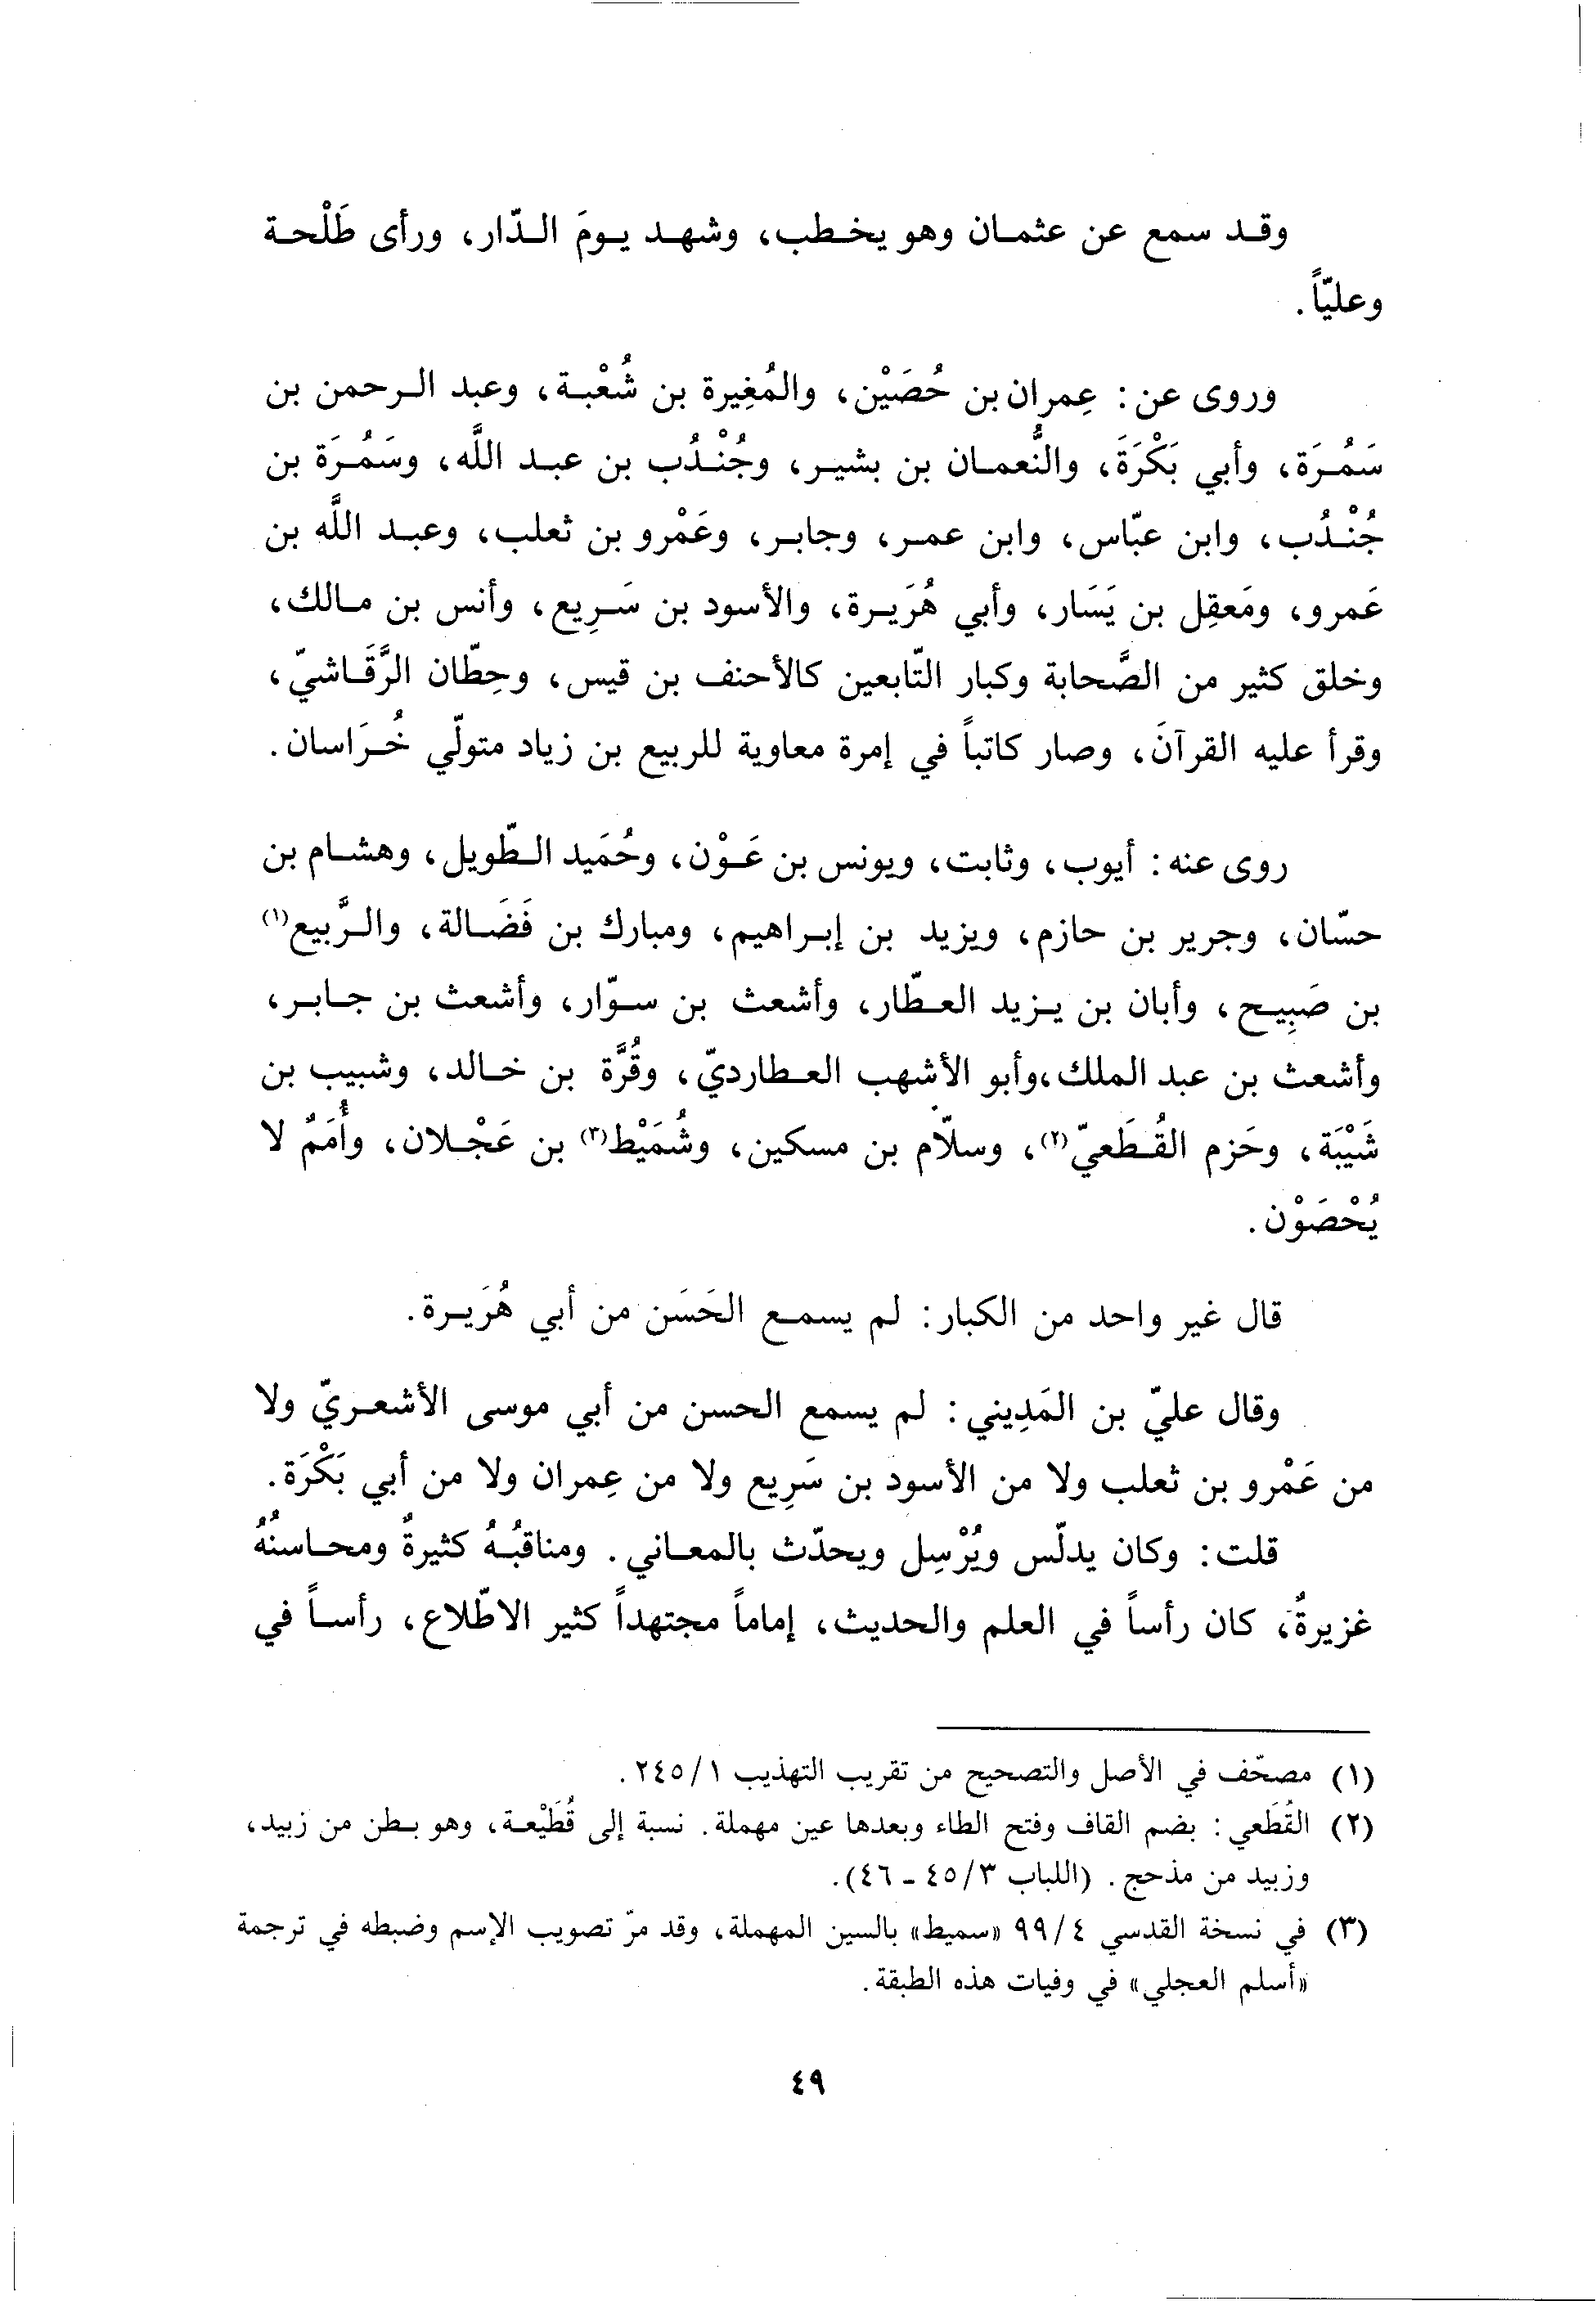 وقد سمع عن عثمان وهو يخطب، وشهد يومَ الدّار، ورأى طَلْحة
وعليّاً.
وروى عن: عِمران بن حُصَيْن، والمُغِيرة بن شُعْبة، وعبد الرحمن بن
سَمُرَة، وأبي بَكْرَةَ، والنُّعمان بن بشير، وجُنْدُب بن عبد اللَّه، وسَمُرَة بن
جُنْدُب، وابن عبّاس، وابن عمر، وجابر، وعَمْرو بن ثعلب، وعبد اللَّه بن
عَمرو، ومَعقِل بن يَسَار، وأبي هُرَيرة، والأسود بن سَرِيع، وأنس بن مالك،
وخلق كثير من الصَّحابة وكبار التّابعين كالأحنف بن قيس، وحِطّان الرَّقَاشيّ،
وقرأ عليه القرآنَ، وصار كاتباً في إمرة معاوية للربيع بن زياد متولّي خُرَاسان.
روى عنه: أيوب، وثابت، ويونس بن عَوْن، وحُمَيد الطّويل، وهشام بن
حسّان، وجرير بن حازم، ويزيد بن إبراهيم، ومبارك بن فَضَالة، والرَّبيع(١)
بن صَبِيح، وأبان بن يزيد العطّار، وأشعث بن سوّار، وأشعث بن جابر،
وأشعث بن عبد الملك،وأبو الأشهب العطارديّ، وقُرَّة بن خالد، وشبيب بن
شَيْبَة، وحَزم القُطَعيّ(٢)، وسلاّم بن مسكين، وشُمَيْط(٣) بن عَجْلان، وأُمَمٌ لا
يُحْصَوْن.
قال غير واحد من الكبار: لم يسمع الحَسَن من أبي هُرَيرة.
وقال عليّ بن المَدِيني: لم يسمع الحسن من أبي موسى الأشعريّ ولا
من عَمْرو بن ثعلب ولا من الأسود بن سَرِيع ولا من عِمران ولا من أبي بَكْرَة.
قلت: وكان يدلّس ويُرْسِل ويحدّث بالمعاني. ومناقبُهُ كثيرةٌ ومحاسنُهُ
غزيرةٌ، كان رأساً في العلم والحديث، إماماً مجتهداً كثير الاطّلاع، رأساً في
(١) مصحّف في الأصل والتصحيح من تقريب التهذيب ٢٤٥/١.
(٢) القُطَعي: بضم القاف وفتح الطاء وبعدها عين مهملة. نسبة إلى قُطَيْعة، وهو بطن من زبيد،
وزبيد من مذحج. (اللباب ٤٥/٣ - ٤٦).
(٣) في نسخة القدسي ٩٩/٤ «سميط» بالسين المهملة، وقد مرّ تصويب الإسم وضبطه في ترجمة
«أسلم العجلي» في وفيات هذه الطبقة.
٤٩